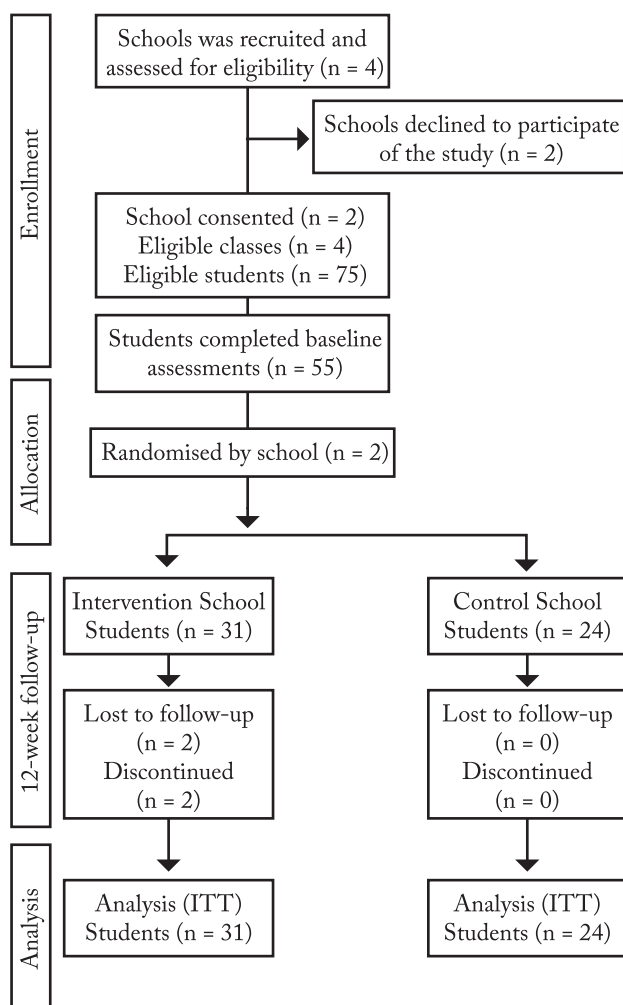 Enrollment
Schools was recruited and
assessed for eligibility (n = 4)
Schools declined to participate
of the study (n = 2)
School consented (n = 2)
Eligible classes (n = 4)
Eligible students (n = 75)
Students completed baseline
assessments (n = 55)
Allocation
Randomised by school (n = 2)
12-week follow-up
Intervention School
Students (n = 31)
Control School
Students (n = 24)
Lost to follow-up
(n = 2)
Discontinued
(n = 2)
Lost to follow-up
(n = 0)
Discontinued
(n = 0)
Analysis
Analysis (ITT)
Students (n = 31)
Analysis (ITT)
Students (n = 24)